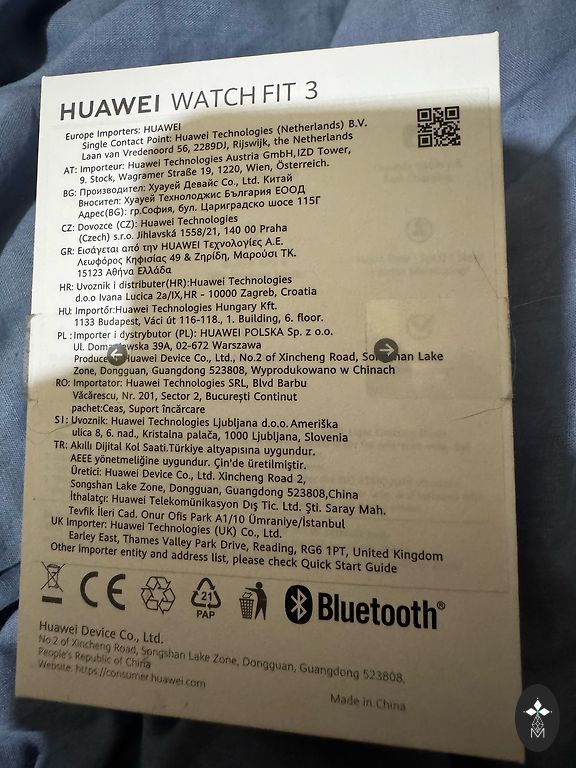 HUAWEI WATCH FIT 3
Europe Importers: HUAWEI
Single Contact Point: Huawei Technologies (Netherlands) B.V.
Laan van Vredenoord 56, 2289DJ, Rijswijk, the Netherlands
AT: Importeur: Huawei Technologies Austria GmbH, IZD Tower,
9. Stock, Wagramer Straße 19, 1220, Wien, Österreich.
BG: Производител: Хуауей Девайс Со., Ltd. Китай
Вносител: Хуауей Технолоджис България ЕООД
Адрес(BG): гр.София, бул. Цариградско шосе 115Г
CZ: Dovozce (CZ): Huawei Technologies
(Czech) s.r.o. Jihlavská 1558/21, 140 00 Praha
GR: Εισάγεται από την HUAWEI ΤΕΧΝΟΛΟΓΙΕΣ Α.Ε.
Λεωφόρος Κηφισίας 49 & Ζηρίδη, Μαρούσι ΤΚ.
15123 Αθήνα Ελλάδα
HR: Uvoznik i distributer(HR):Huawei Technologies
d.o.o Ivana Lucica 2a/IX, HR - 10000 Zagreb, Croatia
HU: Importőr:Huawei Technologies Hungary Kft.
1133 Budapest, Váci út 116-118., 1. Building, 6. floor.
PL: Importer i dystrybutor (PL): HUAWEI POLSKA Sp. z o.o.
Ul. 39A, 02-672 Warszawa
Huawei Device Co., Ltd., No.2 of Xincheng Road, Songshan Lake
Zone, Dongguan, Guangdong 523808, Wyprodukowano w Chinach
RO: Importator: Huawei Technologies SRL, Blvd Barbu
Văcărescu, Nr. 201, Sector 2, București Continut
pachet:Ceas, Suport încărcare
SI: Uvoznik: Huawei Technologies Ljubljana d.o.o. Ameriška
ulica 8, 6. nad., Kristalna palača, 1000 Ljubljana, Slovenia
TR: Akıllı Dijital Kol Saati.Türkiye altyapısına uygundur.
AEEE yönetmeliğine uygundur. Çin'de üretilmiştir.
Üretici: Huawei Device Co., Ltd. Xincheng Road 2,
Songshan Lake Zone, Dongguan, Guangdong 523808,China
İthalatçı: Huawei Telekomünikasyon Dış Tic. Ltd. Şti. Saray Mah.
Tevfik İleri Cad. Onur Ofis Park A1/10 Ümraniye/İstanbul
UK Importer: Huawei Technologies (UK) Co., Ltd.
Earley East, Thames Valley Park Drive, Reading, RG6 1PT, United Kingdom
Other importer entity and address list, please check Quick Start Guide
CE 21 PAP Bluetooth®
Huawei Device Co., Ltd.
No.2 of Xincheng Road, Songshan Lake Zone, Dongguan, Guangdong 523808,
People's Republic of China
Website: https://consumer.huawei.com
Made in China
M